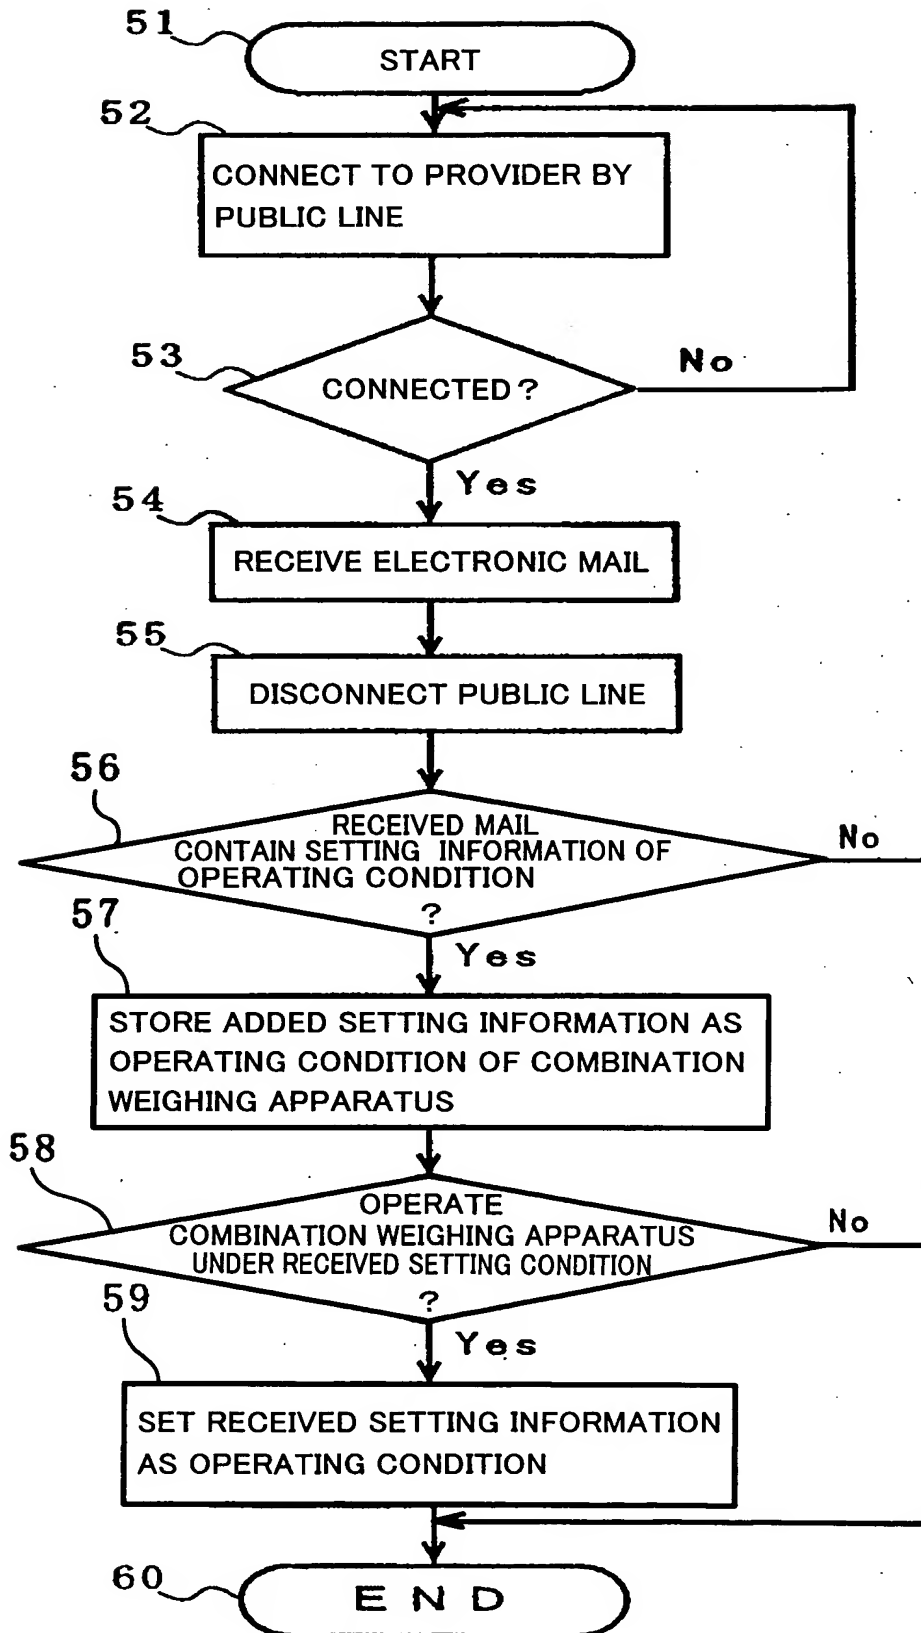 51
START
52
CONNECT TO PROVIDER BY
PUBLIC LINE
53
CONNECTED ?
No
Yes
54
RECEIVE ELECTRONIC MAIL
55
DISCONNECT PUBLIC LINE
56
RECEIVED MAIL
CONTAIN SETTING INFORMATION OF
OPERATING CONDITION
?
No
Yes
57
STORE ADDED SETTING INFORMATION AS
OPERATING CONDITION OF COMBINATION
WEIGHING APPARATUS
58
OPERATE
COMBINATION WEIGHING APPARATUS
UNDER RECEIVED SETTING CONDITION
?
No
Yes
59
SET RECEIVED SETTING INFORMATION
AS OPERATING CONDITION
60
END